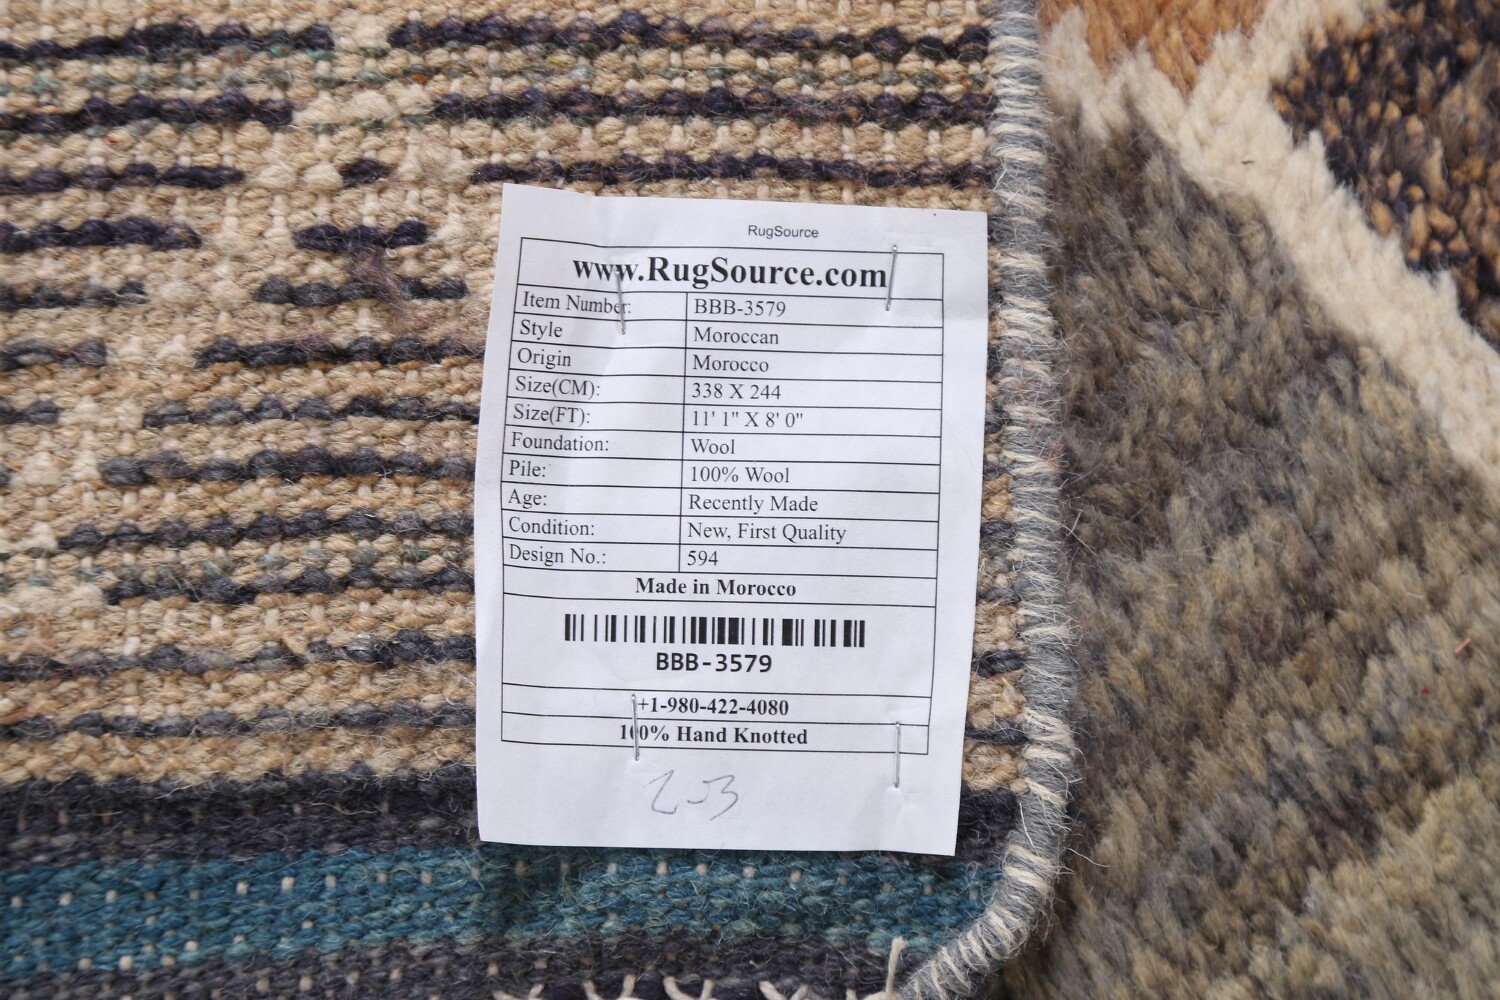 RugSource
www.RugSource.com
Item Number: BBB-3579
Style Moroccan
Origin Morocco
Size(CM): 338 X 244
Size(FT): 11' 1" X 8' 0"
Foundation: Wool
Pile: 100% Wool
Age: Recently Made
Condition: New, First Quality
Design No.: 594
Made in Morocco
BBB-3579
+1-980-422-4080
100% Hand Knotted